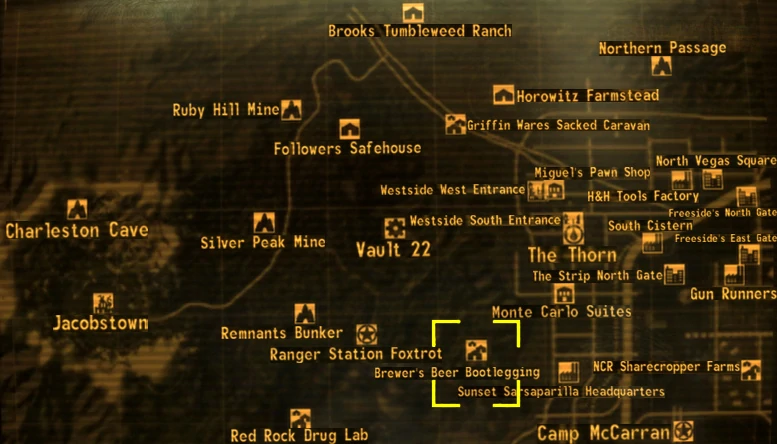 Brooks Tumbleweed Ranch
Northern Passage
Horowitz Farmstead
Ruby Hill Mine
Griffin Wares Sacked Caravan
Followers Safehouse
North Vegas Square
Miguel's Pawn Shop
Westside West Entrance
H&H Tools Factory
Freeside's North Gate
Charleston Cave
Silver Peak Mine
Westside South Entrance
South Cistern
Vault 22
Freeside's East Gate
The Thorn
The Strip North Gate
Gun Runners
Jacobstown
Monte Carlo Suites
Remnants Bunker
Ranger Station Foxtrot
Brewer's Beer Bootlegging
NCR Sharecropper Farms
Sunset Sarsaparilla Headquarters
Red Rock Drug Lab
Camp McCarran